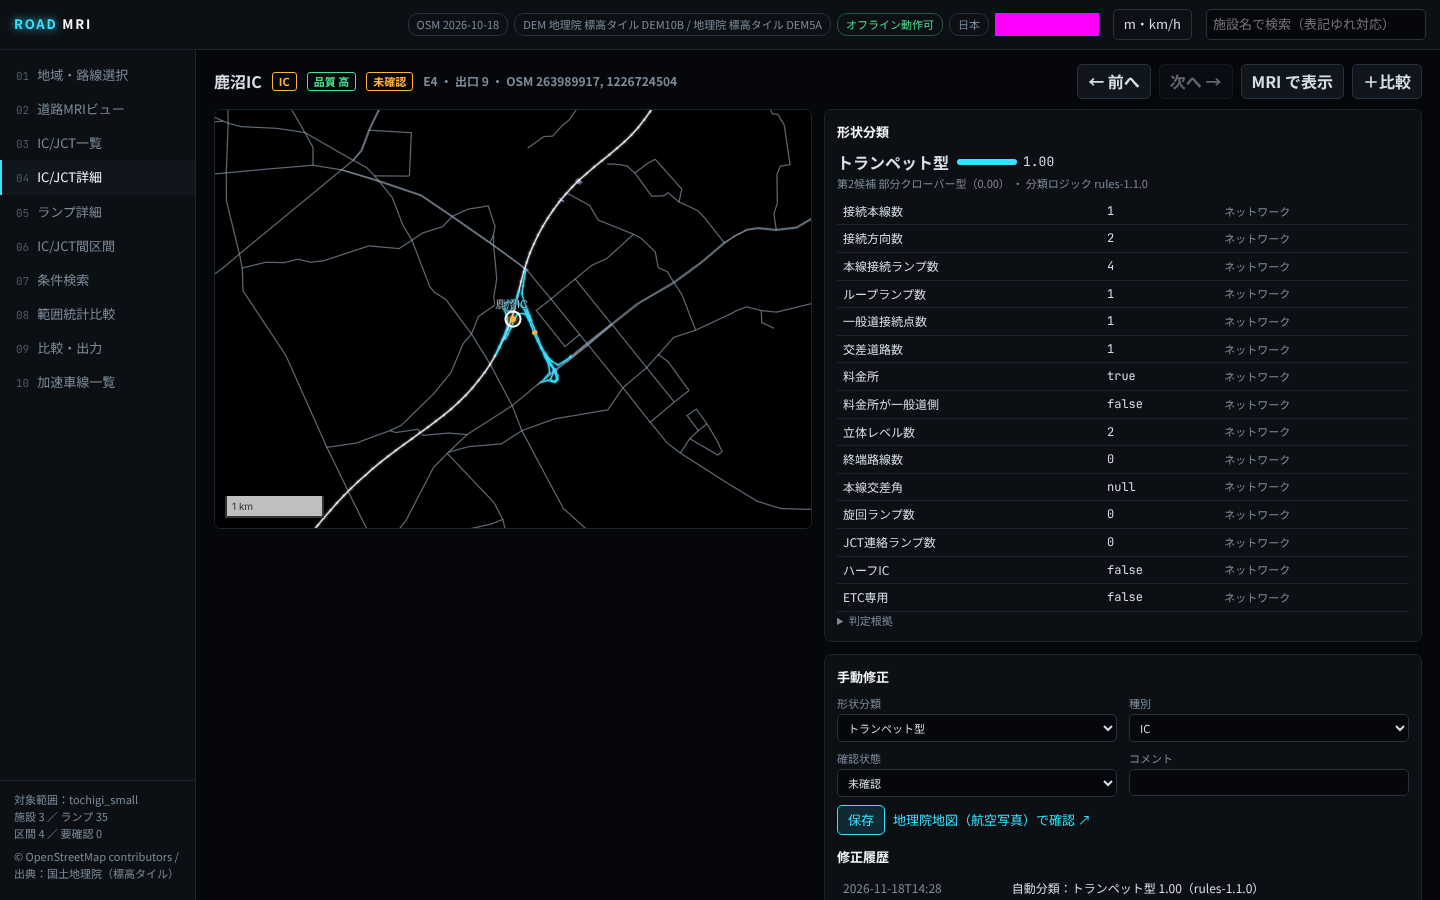 ROAD MRI
OSM 2026-10-18
DEM 地理院 標高タイル DEM10B / 地理院 標高タイル DEM5A
オフライン動作可
日本
m・km/h
施設名で検索（表記ゆれ対応）
01 地域・路線選択
02 道路MRIビュー
03 IC/JCT一覧
04 IC/JCT詳細
05 ランプ詳細
06 IC/JCT間区間
07 条件検索
08 範囲統計比較
09 比較・出力
10 加速車線一覧
対象範囲：tochigi_small
施設 3 ／ ランプ 35
区間 4 ／ 要確認 0
© OpenStreetMap contributors /
出典：国土地理院（標高タイル）
鹿沼IC IC 品質 高 未確認 E4 ・ 出口 9 ・ OSM 263989917, 1226724504
← 前へ
次へ →
MRI で表示
＋比較
鹿沼IC
1 km
形状分類
トランペット型 1.00
第2候補 部分クローバー型（0.00） ・ 分類ロジック rules-1.1.0
接続本線数 1 ネットワーク
接続方向数 2 ネットワーク
本線接続ランプ数 4 ネットワーク
ループランプ数 1 ネットワーク
一般道接続点数 1 ネットワーク
交差道路数 1 ネットワーク
料金所 true ネットワーク
料金所が一般道側 false ネットワーク
立体レベル数 2 ネットワーク
終端路線数 0 ネットワーク
本線交差角 null ネットワーク
旋回ランプ数 0 ネットワーク
JCT連絡ランプ数 0 ネットワーク
ハーフIC false ネットワーク
ETC専用 false ネットワーク
▶ 判定根拠
手動修正
形状分類 種別
トランペット型 IC
確認状態 コメント
未確認
保存 地理院地図（航空写真）で確認 ↗
修正履歴
2026-11-18T14:28 自動分類：トランペット型 1.00（rules-1.1.0）